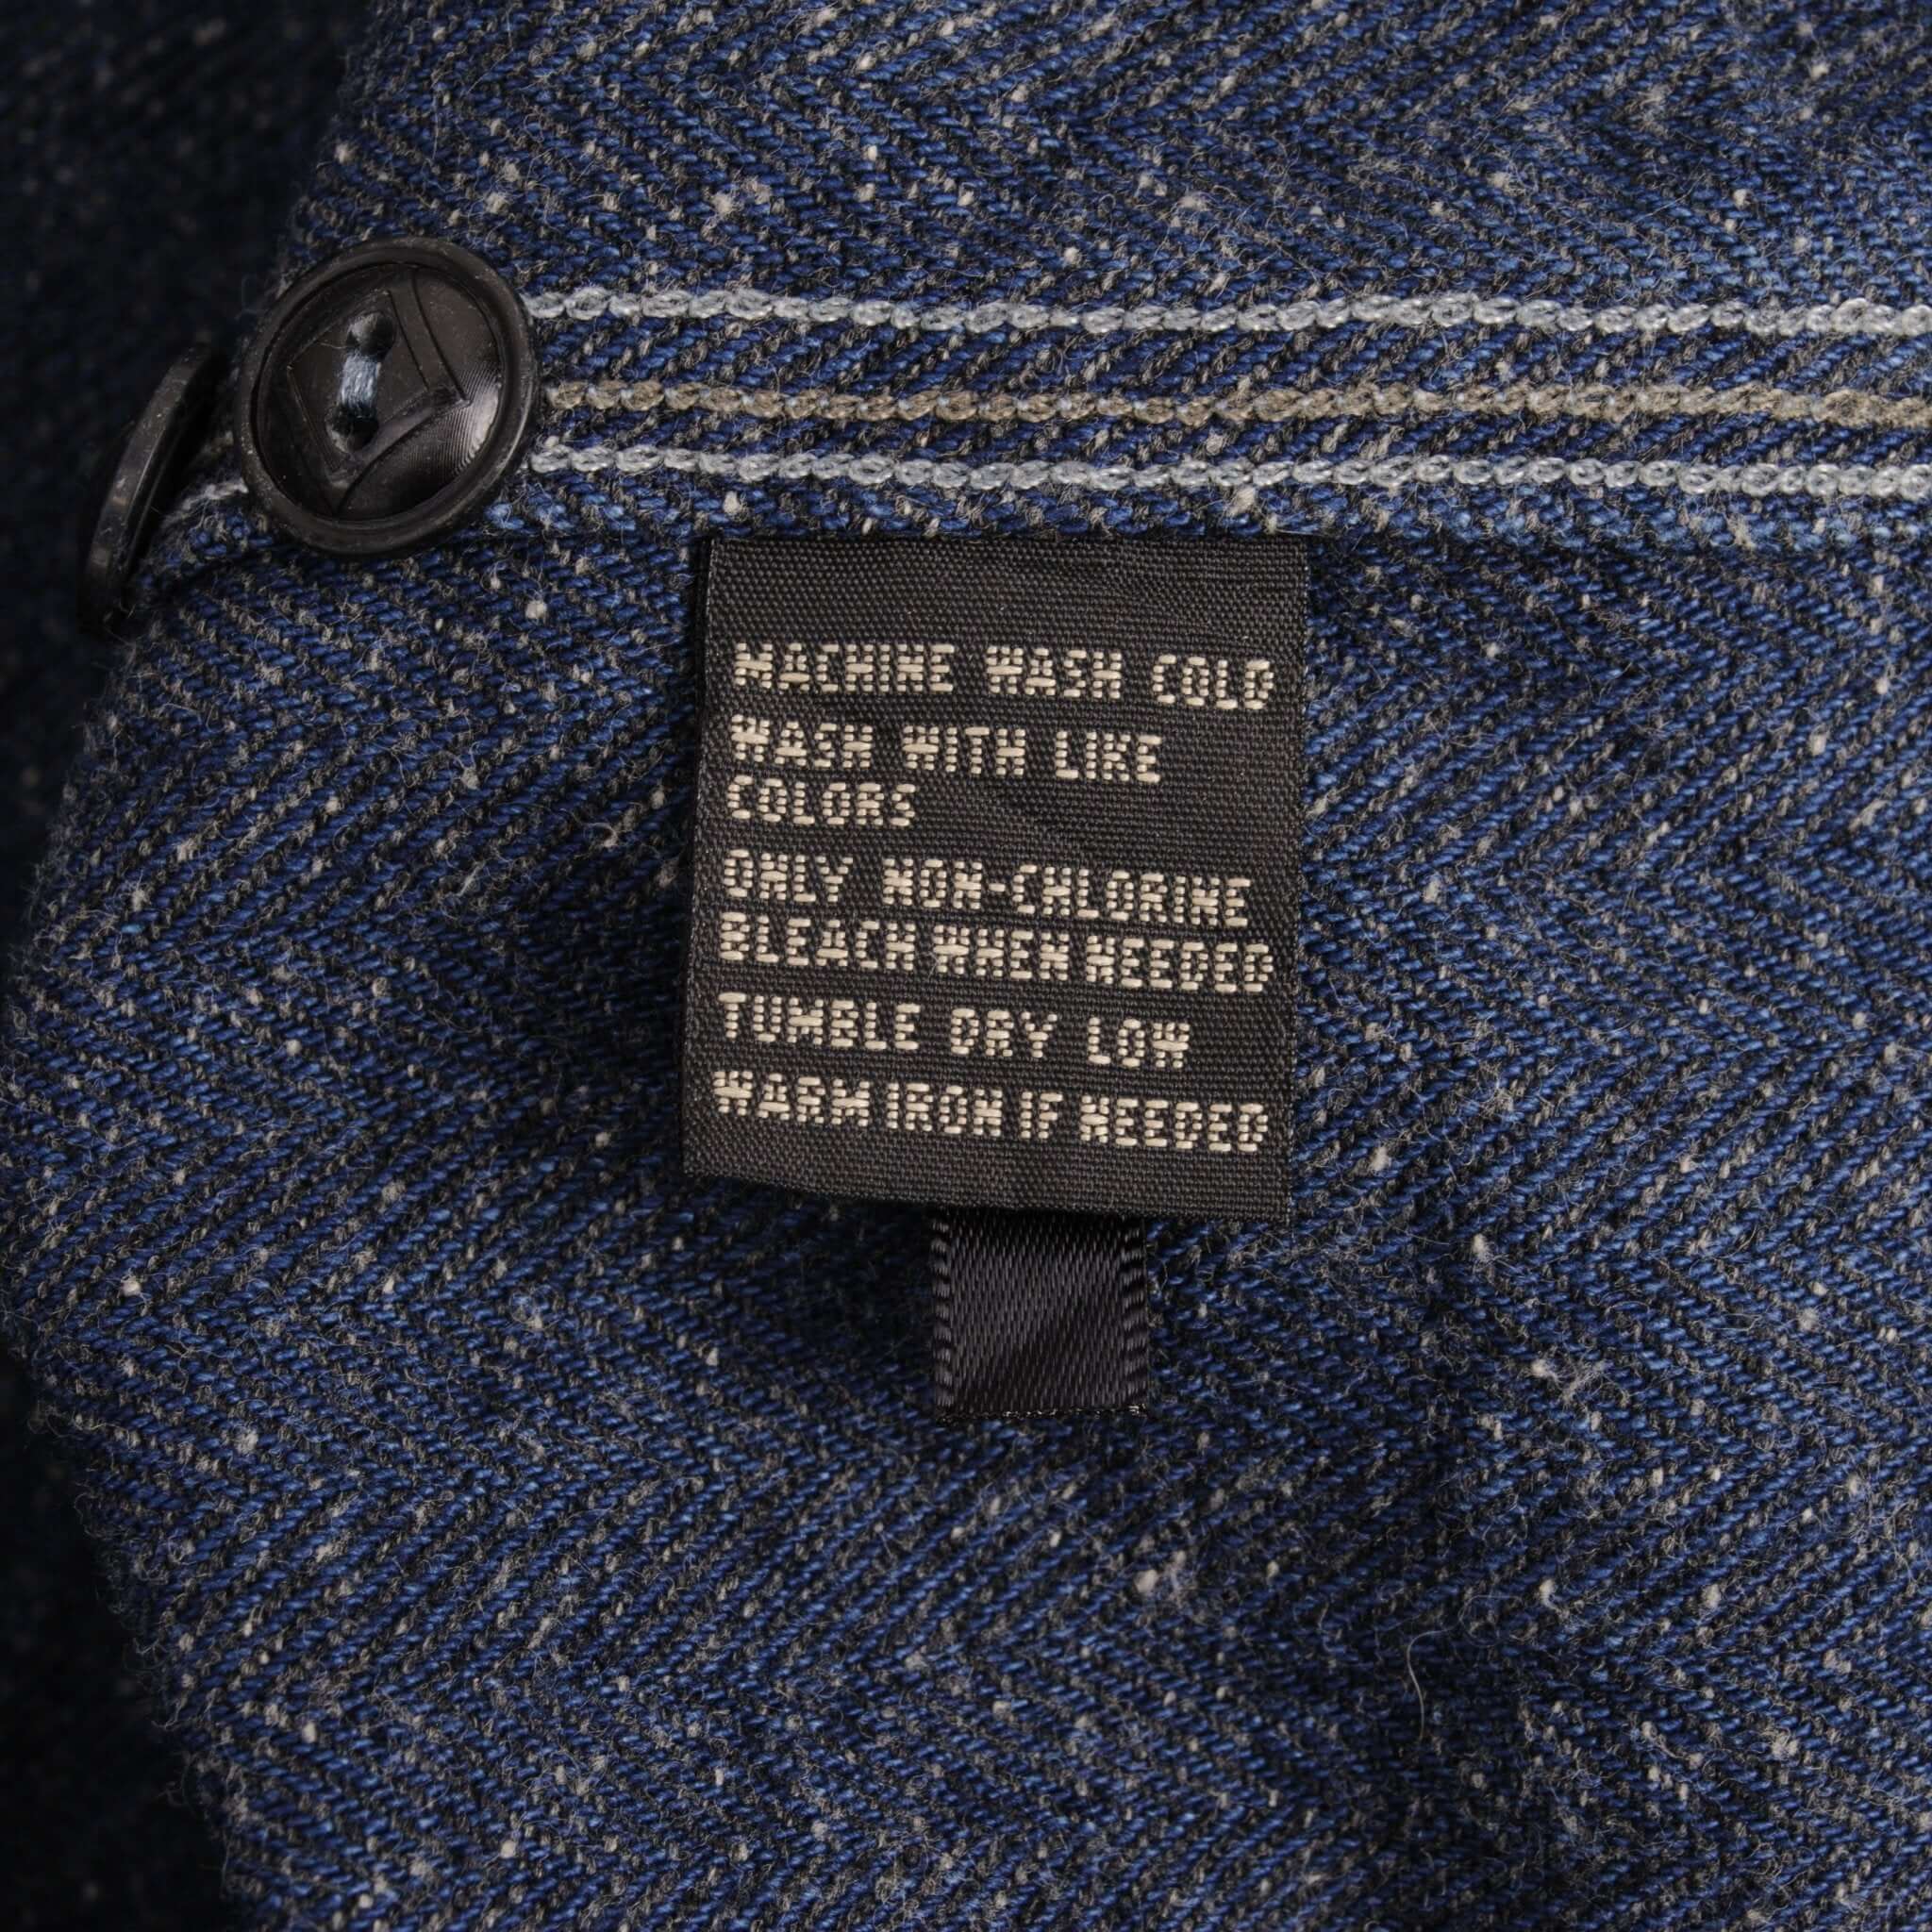 MACHINE WASH COLD
WASH WITH LIKE
COLORS
ONLY NON-CHLORINE
BLEACH WHEN NEEDED
TUMBLE DRY LOW
WARM IRON IF NEEDED